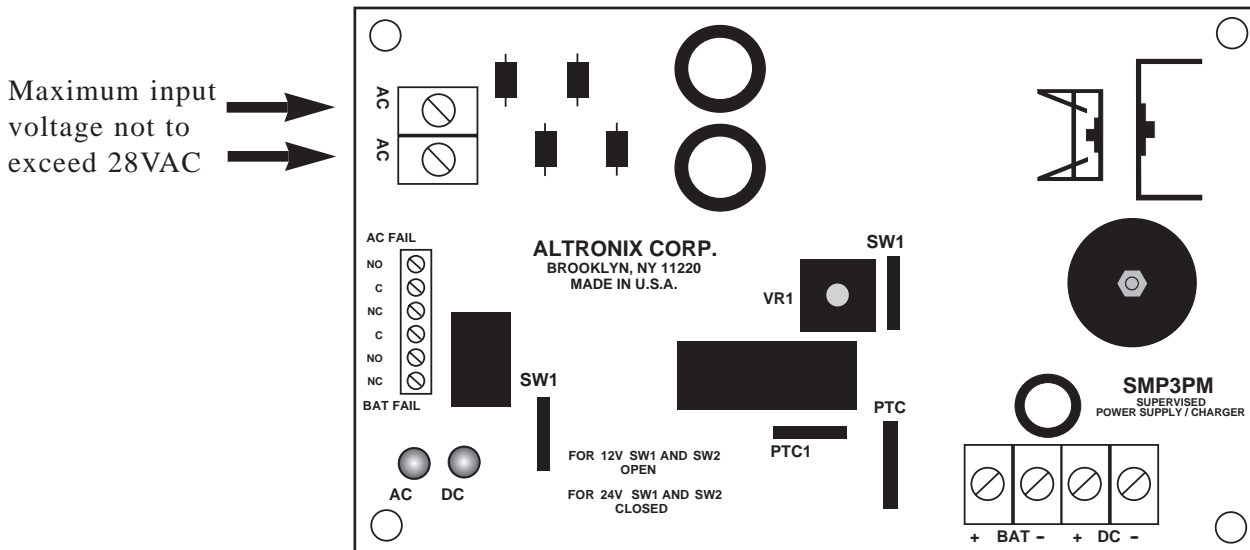 Maximum input
voltage not to
exceed 28VAC
AC
AC
AC FAIL
NO
C
NC
C
NO
NC
BAT FAIL
ALTRONIX CORP.
BROOKLYN, NY 11220
MADE IN U.S.A.
VR1
SW1
SW1
PTC1
PTC
SMP3PM
SUPERVISED
POWER SUPPLY / CHARGER
AC DC
FOR 12V SW1 AND SW2
OPEN
FOR 24V SW1 AND SW2
CLOSED
+ BAT - + DC -